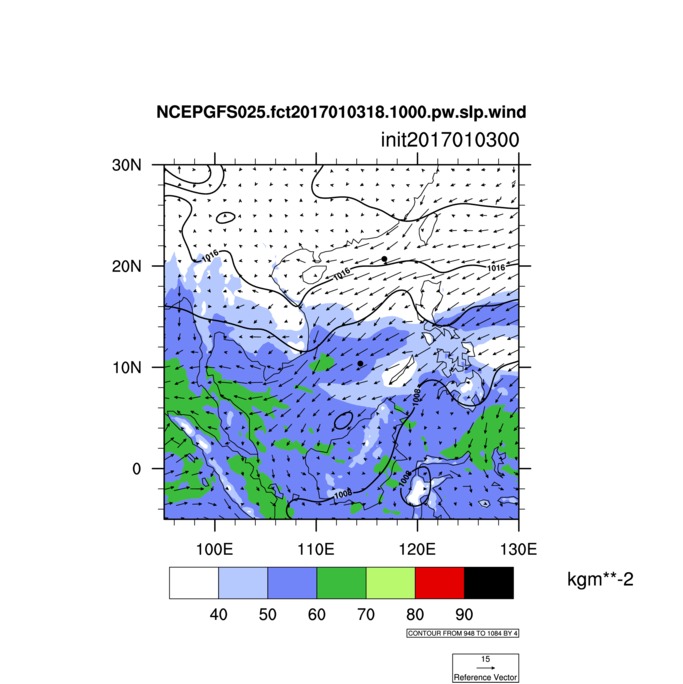 NCEPGFS025.fct2017010318.1000.pw.slp.wind
init2017010300
30N
20N
10N
0
1016
1016
1016
1008
1008
1008
100E 110E 120E 130E
40 50 60 70 80 90
kgm**-2
CONTOUR FROM 948 TO 1084 BY 4
15
Reference Vector